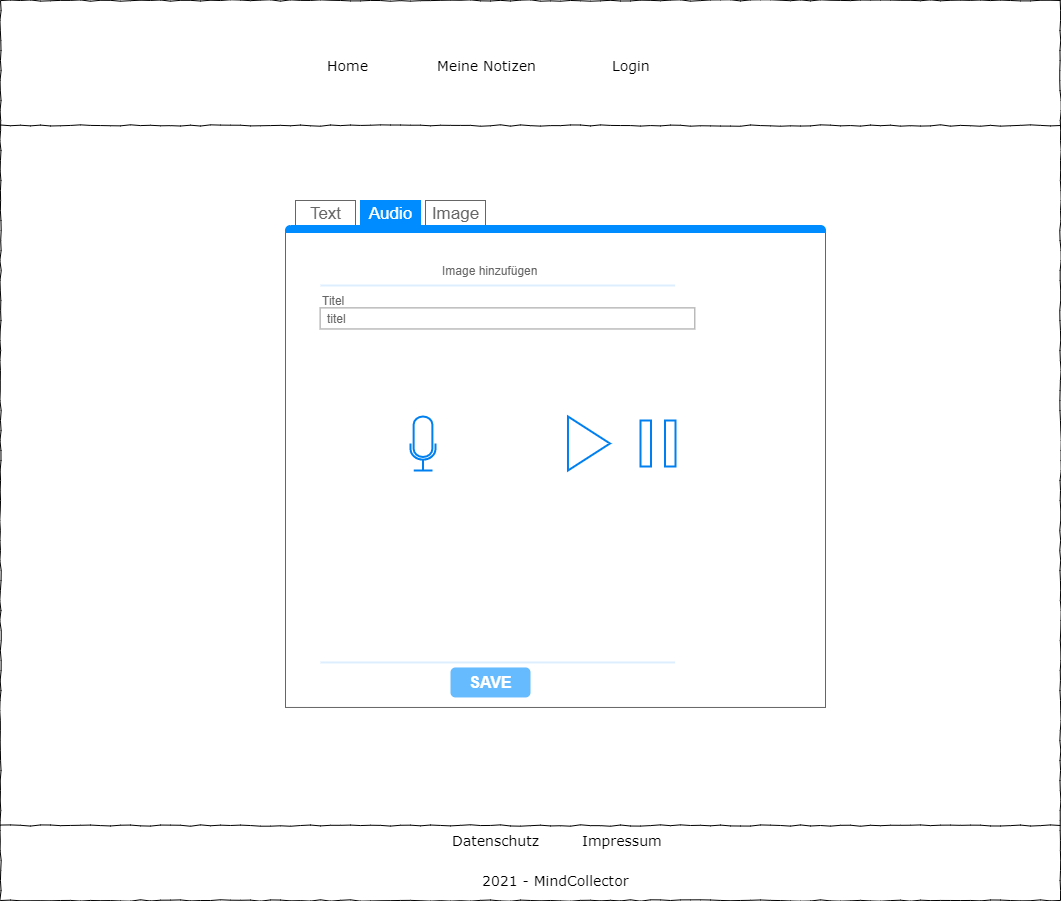 Home Meine Notizen Login
Text Audio Image
Image hinzufügen
Titel
titel
SAVE
Datenschutz Impressum
2021 - MindCollector